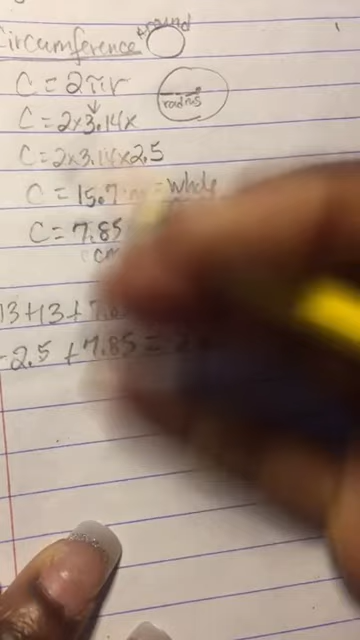 Circumference around
C = 2πr
radius
C = 2 x 3.14 x
C = 2 x 3.14 x 2.5
C = 15.7 = whole
C = 7.85
cm
13 + 13 +
2.5 + 7.85 =